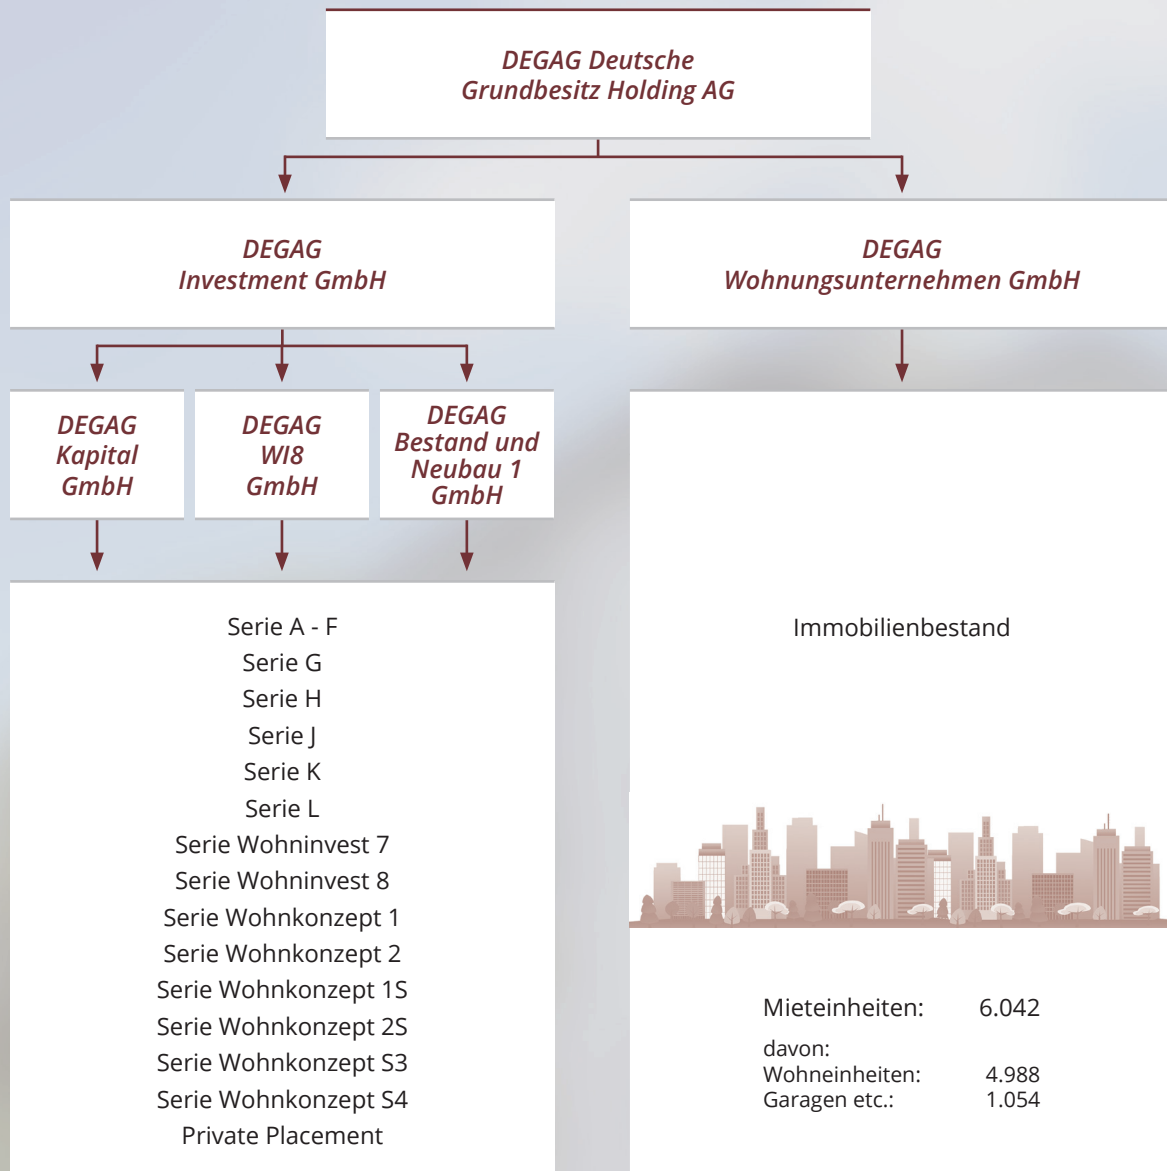 DEGAG Deutsche
Grundbesitz Holding AG
DEGAG
Investment GmbH
DEGAG
Wohnungsunternehmen GmbH
DEGAG
Kapital
GmbH
DEGAG
WI8
GmbH
DEGAG
Bestand und
Neubau 1
GmbH
Serie A - F
Serie G
Serie H
Serie J
Serie K
Serie L
Serie Wohninvest 7
Serie Wohninvest 8
Serie Wohnkonzept 1
Serie Wohnkonzept 2
Serie Wohnkonzept 1S
Serie Wohnkonzept 2S
Serie Wohnkonzept S3
Serie Wohnkonzept S4
Private Placement
Immobilienbestand
Mieteinheiten: 6.042
davon:
Wohneinheiten: 4.988
Garagen etc.: 1.054